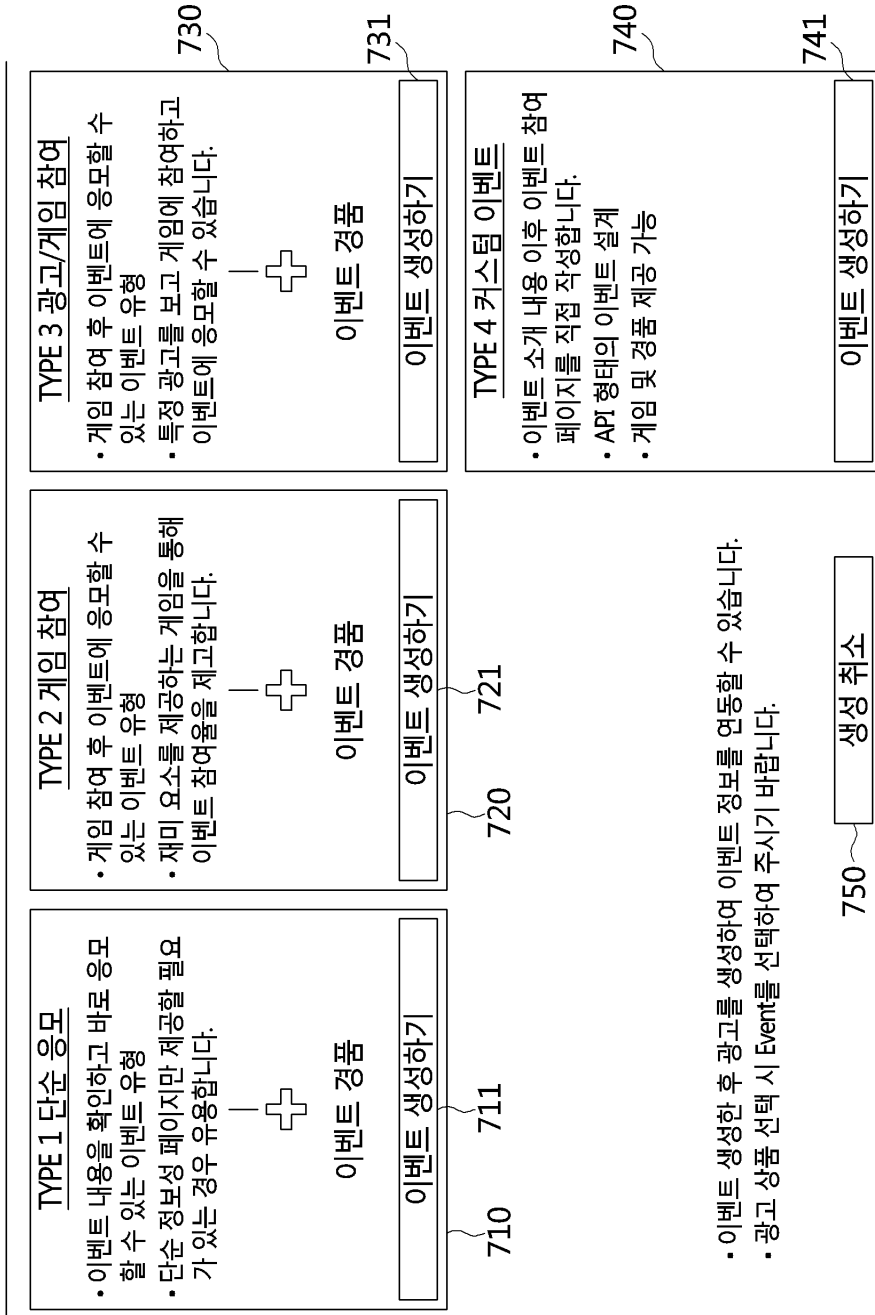 TYPE 1 단순 응모
• 이벤트 내용을 확인하고 바로 응모
할 수 있는 이벤트 유형
• 단순 정보성 페이지만 제공할 필요
가 있는 경우 유용합니다.
이벤트 경품
이벤트 생성하기
710
711
TYPE 2 게임 참여
• 게임 참여 후 이벤트에 응모할 수
있는 이벤트 유형
• 재미 요소를 제공하는 게임을 통해
이벤트 참여율을 제고합니다.
이벤트 경품
이벤트 생성하기
720
721
TYPE 3 광고/게임 참여
• 게임 참여 후 이벤트에 응모할 수
있는 이벤트 유형
• 특정 광고를 보고 게임에 참여하고
이벤트에 응모할 수 있습니다.
이벤트 경품
이벤트 생성하기
730
731
TYPE 4 커스텀 이벤트
• 이벤트 소개 내용 이후 이벤트 참여
페이지를 직접 작성합니다.
• API 형태의 이벤트 설계
• 게임 및 경품 제공 가능
이벤트 생성하기
740
741
• 이벤트 생성한 후 광고를 생성하여 이벤트 정보를 연동할 수 있습니다.
• 광고 상품 선택 시 Event를 선택하여 주시기 바랍니다.
750
생성 취소